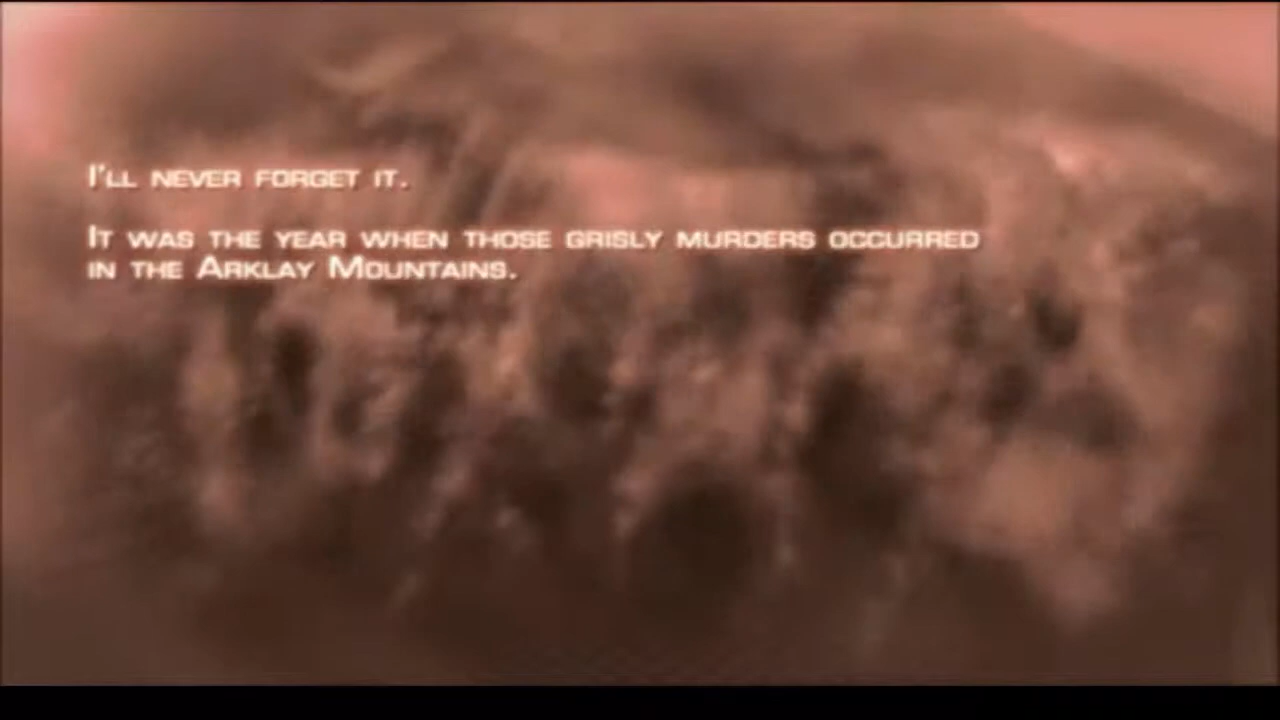 I'll never forget it.
It was the year when those grisly murders occurred
in the Arklay Mountains.